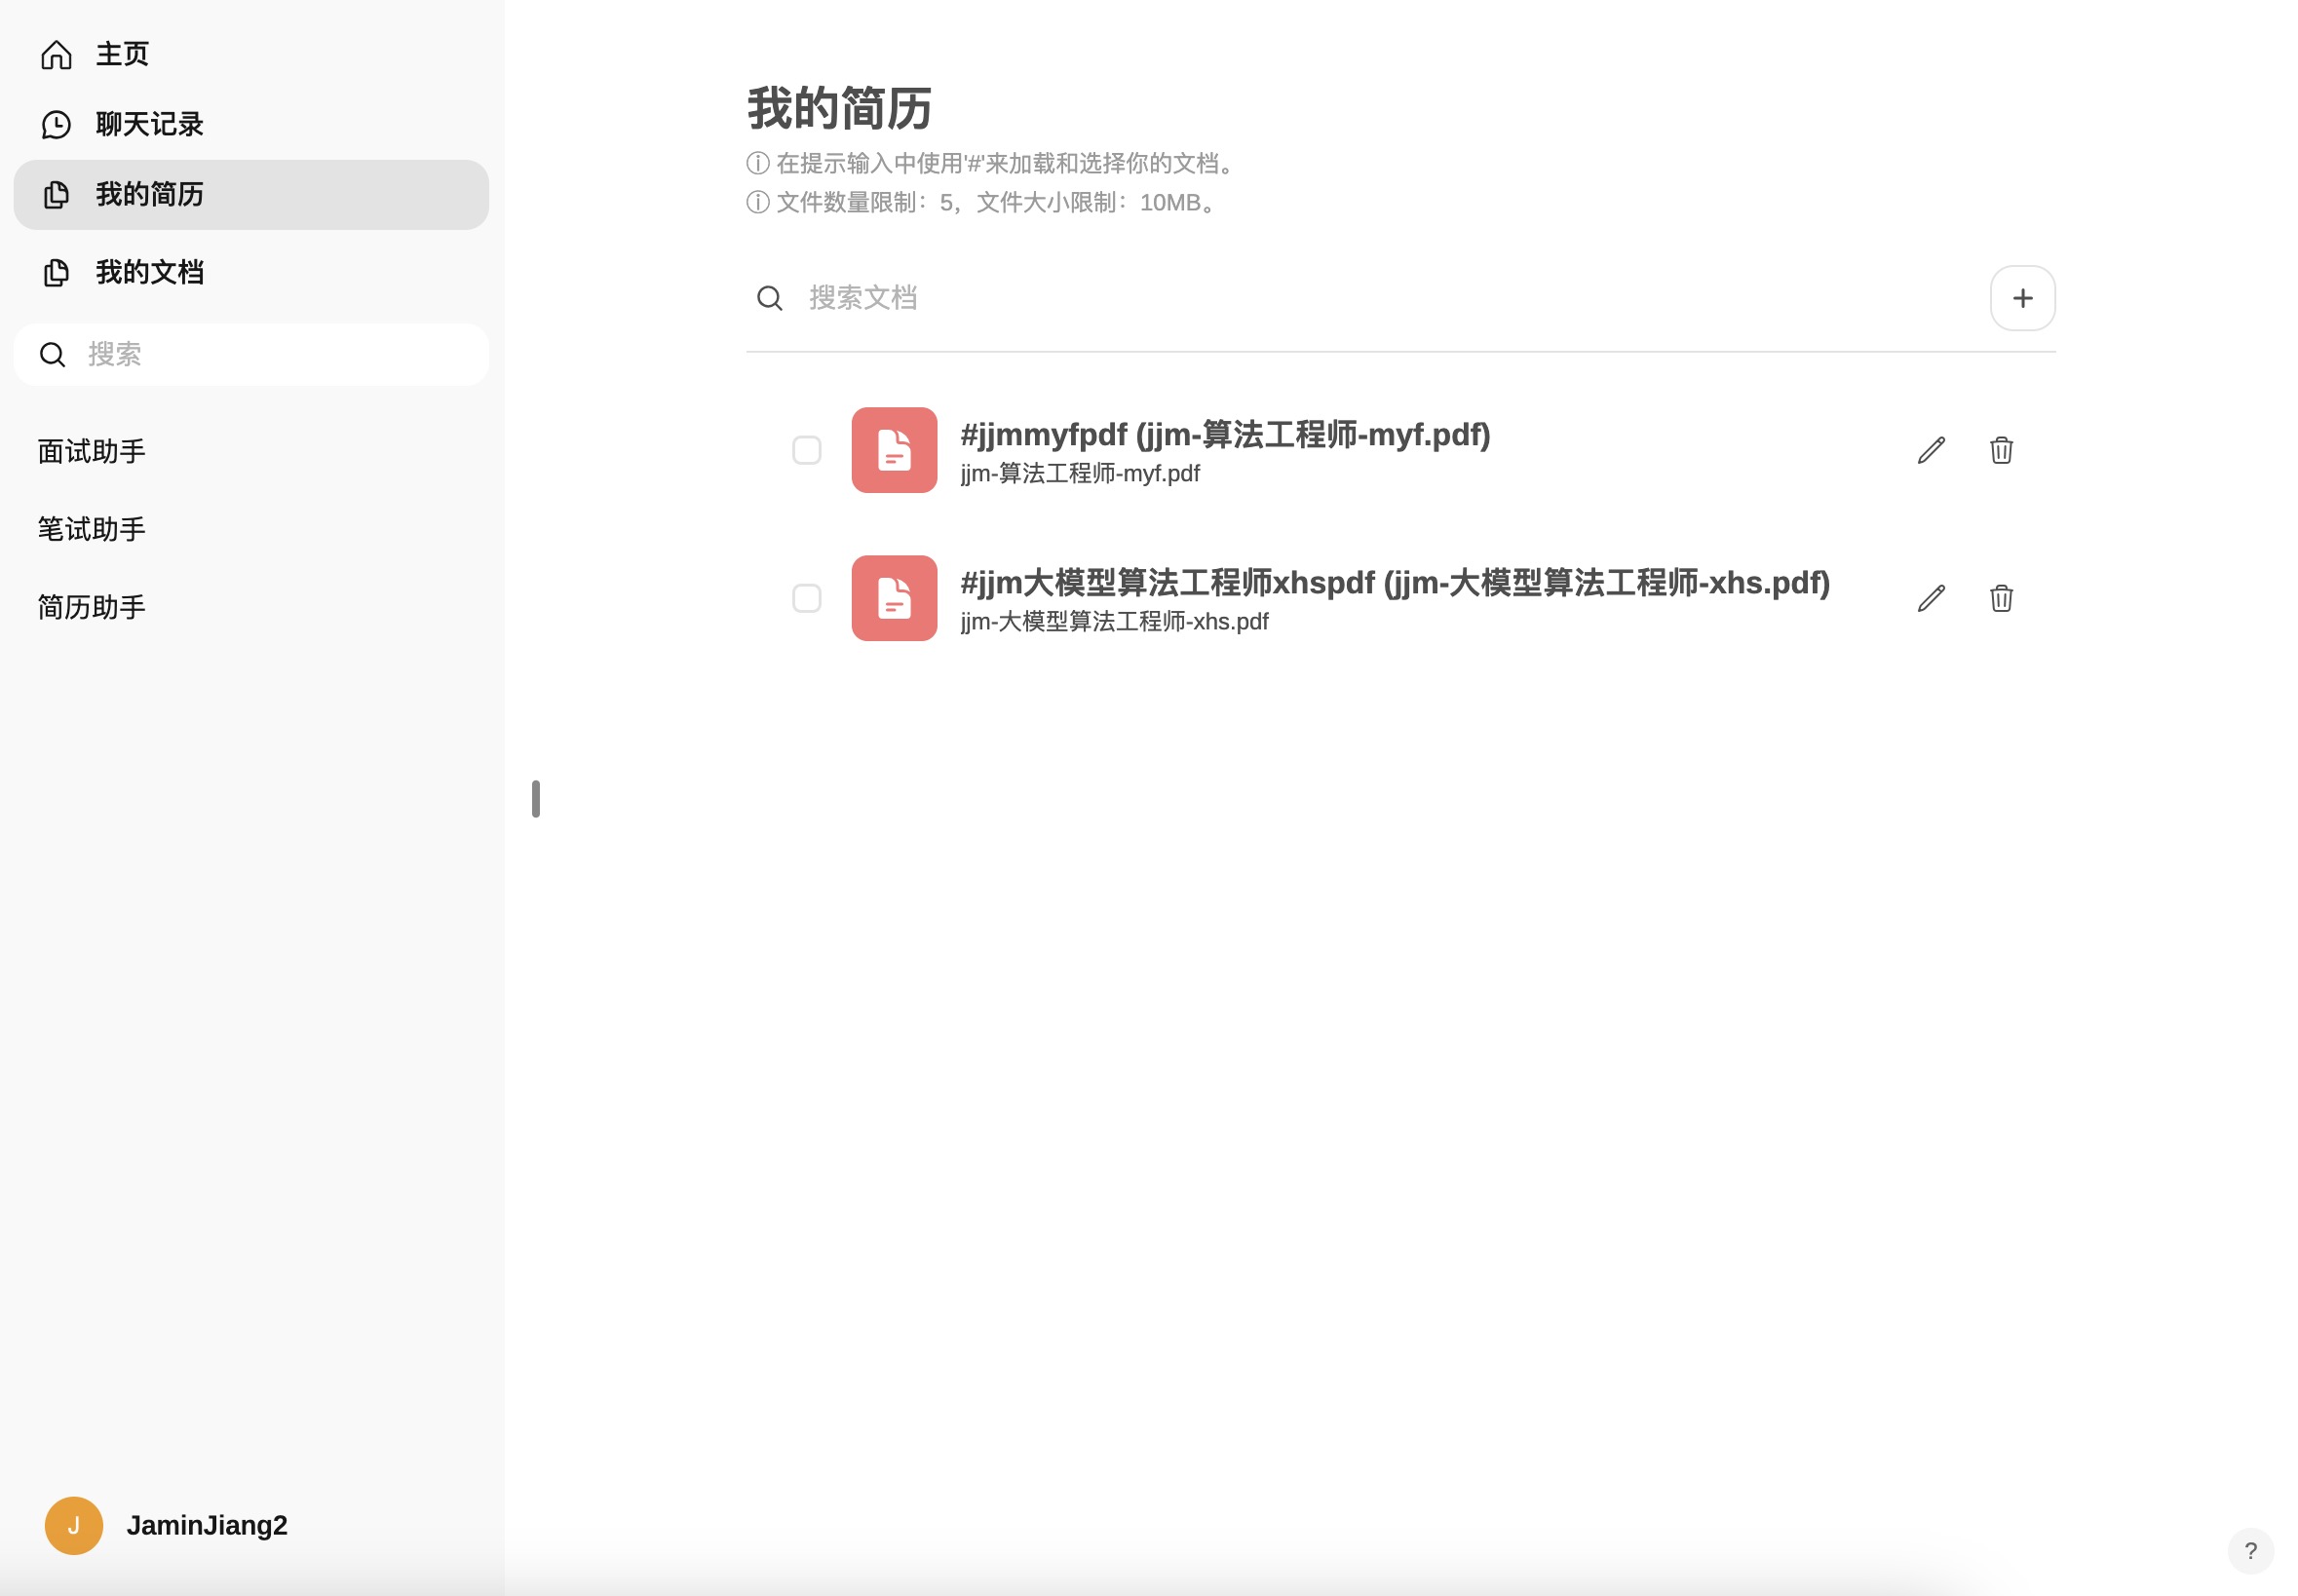 主页
聊天记录
我的简历
我的文档
搜索
面试助手
笔试助手
简历助手
J
JaminJiang2
我的简历
在提示输入中使用'#'来加载和选择你的文档。
文件数量限制：5，文件大小限制：10MB。
搜索文档
#jjmmyfpdf (jjm-算法工程师-myf.pdf)
jjm-算法工程师-myf.pdf
#jjm大模型算法工程师xhspdf (jjm-大模型算法工程师-xhs.pdf)
jjm-大模型算法工程师-xhs.pdf
?